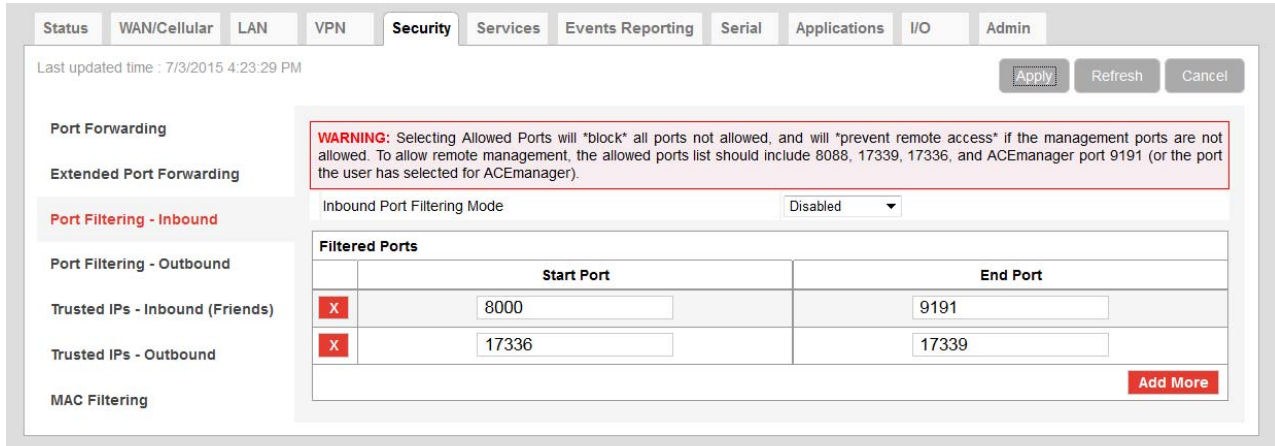 Status WAN/Cellular LAN VPN Security Services Events Reporting Serial Applications I/O Admin
Last updated time : 7/3/2015 4:23:29 PM
Apply Refresh Cancel
Port Forwarding
Extended Port Forwarding
Port Filtering - Inbound
Port Filtering - Outbound
Trusted IPs - Inbound (Friends)
Trusted IPs - Outbound
MAC Filtering
WARNING: Selecting Allowed Ports will *block* all ports not allowed, and will *prevent remote access* if the management ports are not
allowed. To allow remote management, the allowed ports list should include 8088, 17339, 17336, and ACEmanager port 9191 (or the port
the user has selected for ACEmanager).
Inbound Port Filtering Mode Disabled
Filtered Ports
Start Port End Port
X 8000 9191
X 17336 17339
Add More